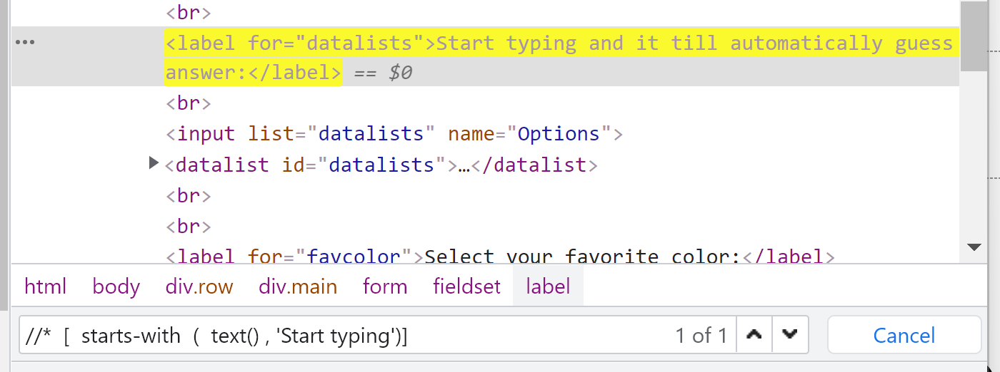 <br>
<label for="datalists">Start typing and it till automatically guess
answer:</label> == $0
<br>
<input list="datalists" name="Options">
<datalist id="datalists">…</datalist>
<br>
<br>
<label for="favcolor">Select your favorite color:</label>
html body div.row div.main form fieldset label
//* [ starts-with ( text() , 'Start typing')] 1 of 1 Cancel